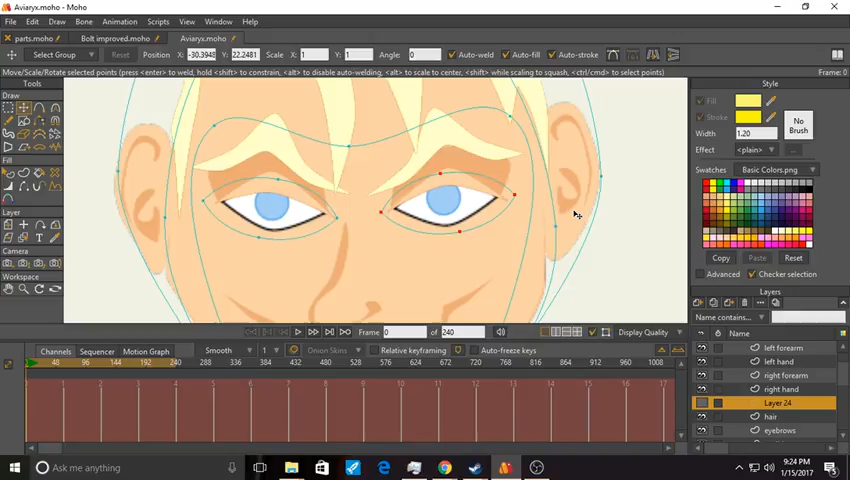 Aviaryx.moho - Moho
File Edit Draw Bone Animation Scripts View Window Help
parts.moho Bolt improved.moho Aviaryx.moho
Select Group Position X -30.3948 Y 22.2481 Scale X 1 Y 1 Angle: 0 Auto-weld Auto-fill Auto-stroke
Move/Scale/Rotate selected points (press <enter> to weld, hold <shift> to constrain, <alt> to disable auto-welding, <alt> to scale to center, <shift> while scaling to squash, <ctrl/cmd> to select points) Frame: 0
Tools
Draw
Fill
Layer
Camera
Workspace
Style
Fill
Stroke
No Brush
Width 1.20
Effect <plain> ...
Swatches Basic Colors.png
Copy Paste Reset
Advanced Checker selection
Layers
Name contains...
Name
left forearm
left hand
right forearm
right hand
Layer 24
hair
eyebrows
Frame 0 of 240 Display Quality
Channels Sequencer Motion Graph Smooth 1 Onion Skins Relative keyframing Auto-freeze keys
48 96 144 192 240 288 336 384 432 480 528 576 624 672 720 768 816 864 912 960 1008
1 2 3 4 5 6 7 8 9 10 11 12 13 14 15 16 17
Ask me anything
9:24 PM
1/15/2017